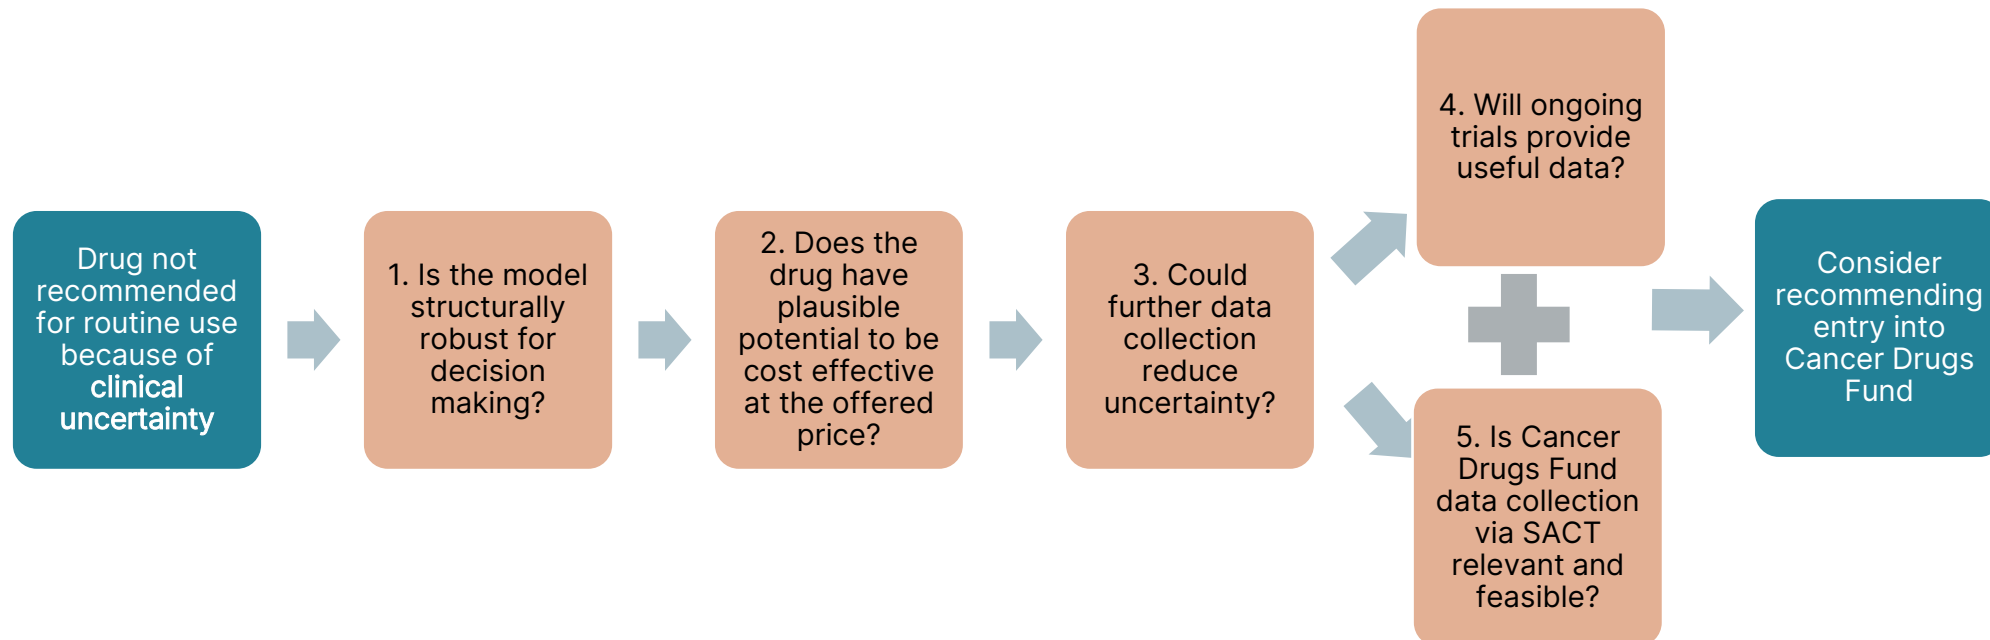 Drug not
recommended
for routine use
because of
clinical
uncertainty
1. Is the model
structurally
robust for
decision
making?
2. Does the
drug have
plausible
potential to be
cost effective
at the offered
price?
3. Could
further data
collection
reduce
uncertainty?
4. Will ongoing
trials provide
useful data?
5. Is Cancer
Drugs Fund
data collection
via SACT
relevant and
feasible?
Consider
recommending
entry into
Cancer Drugs
Fund